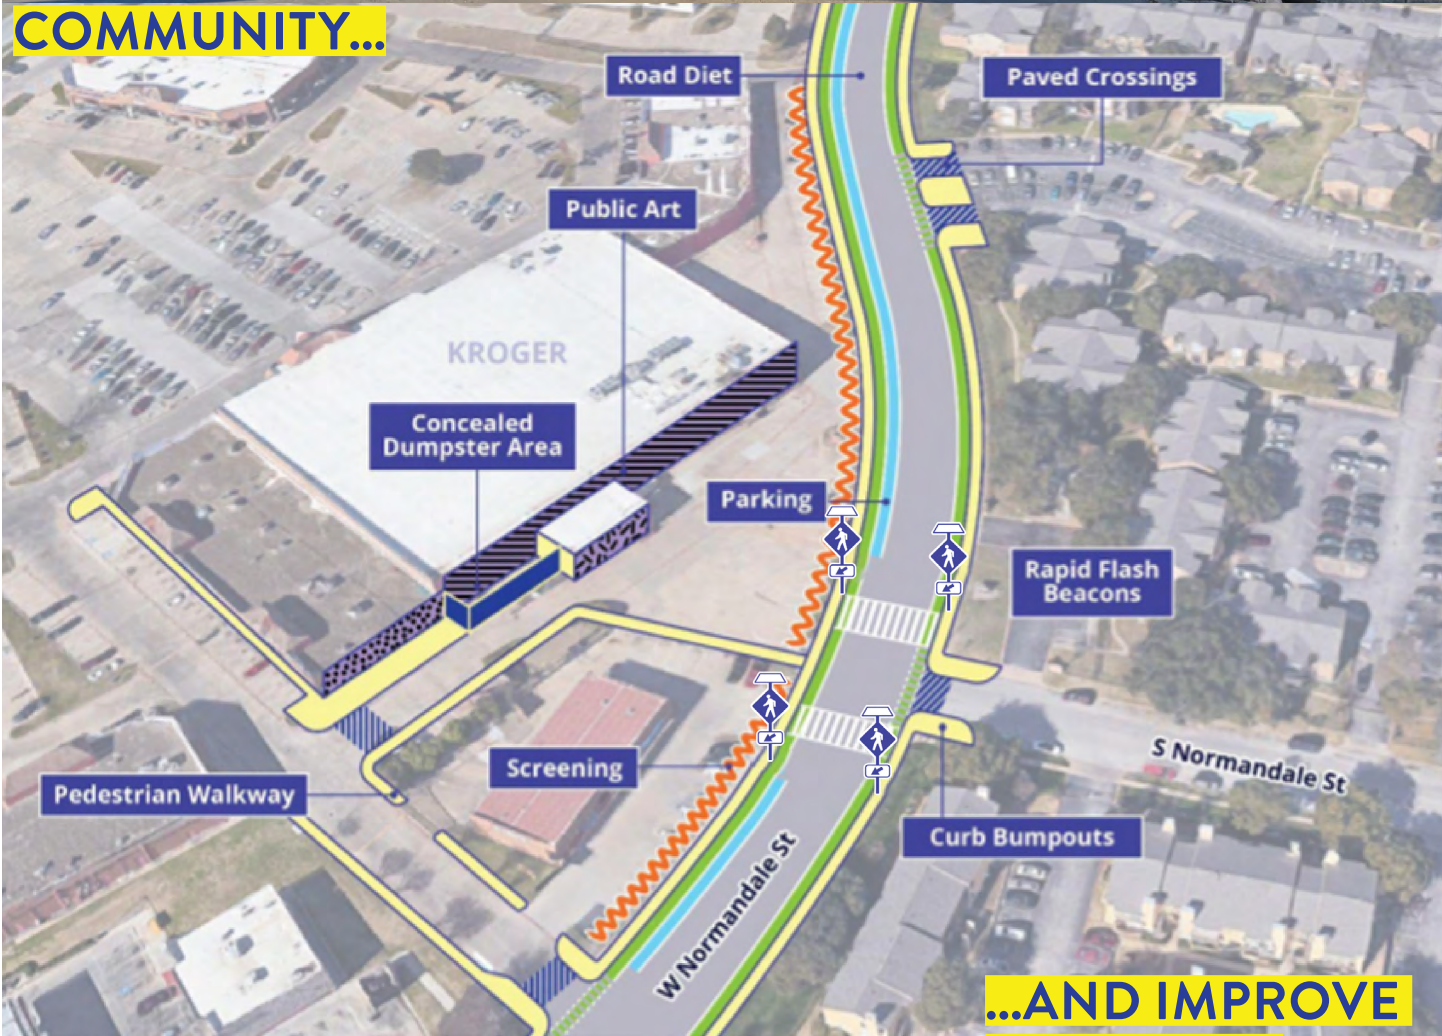 COMMUNITY...
Road Diet
Paved Crossings
Public Art
KROGER
Concealed
Dumpster Area
Parking
Rapid Flash
Beacons
S Normandale St
Screening
Pedestrian Walkway
Curb Bumpouts
W Normandale St
...AND IMPROVE